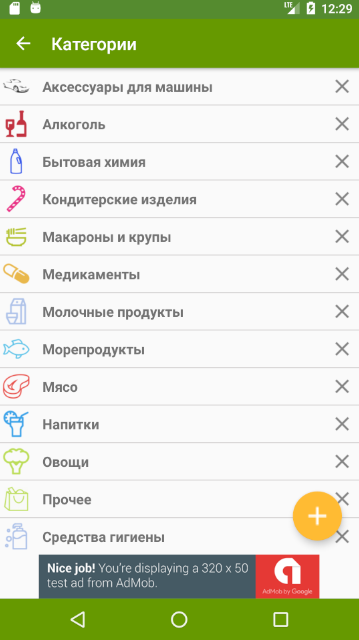 LTE 12:29
Категории
Аксессуары для машины
Алкоголь
Бытовая химия
Кондитерские изделия
Макароны и крупы
Медикаменты
Молочные продукты
Морепродукты
Мясо
Напитки
Овощи
Прочее
Средства гигиены
Nice job! You're displaying a 320 x 50
test ad from AdMob.
AdMob by Google